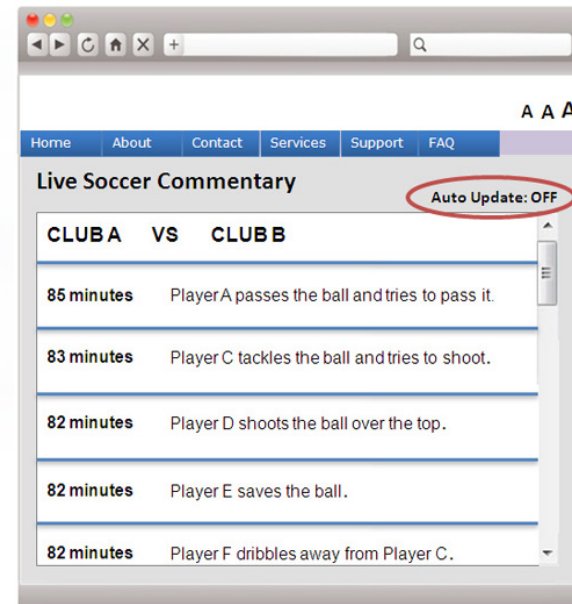 A A A
Home About Contact Services Support FAQ
Live Soccer Commentary
Auto Update: OFF
CLUB A VS CLUB B
85 minutes Player A passes the ball and tries to pass it.
83 minutes Player C tackles the ball and tries to shoot.
82 minutes Player D shoots the ball over the top.
82 minutes Player E saves the ball.
82 minutes Player F dribbles away from Player C.